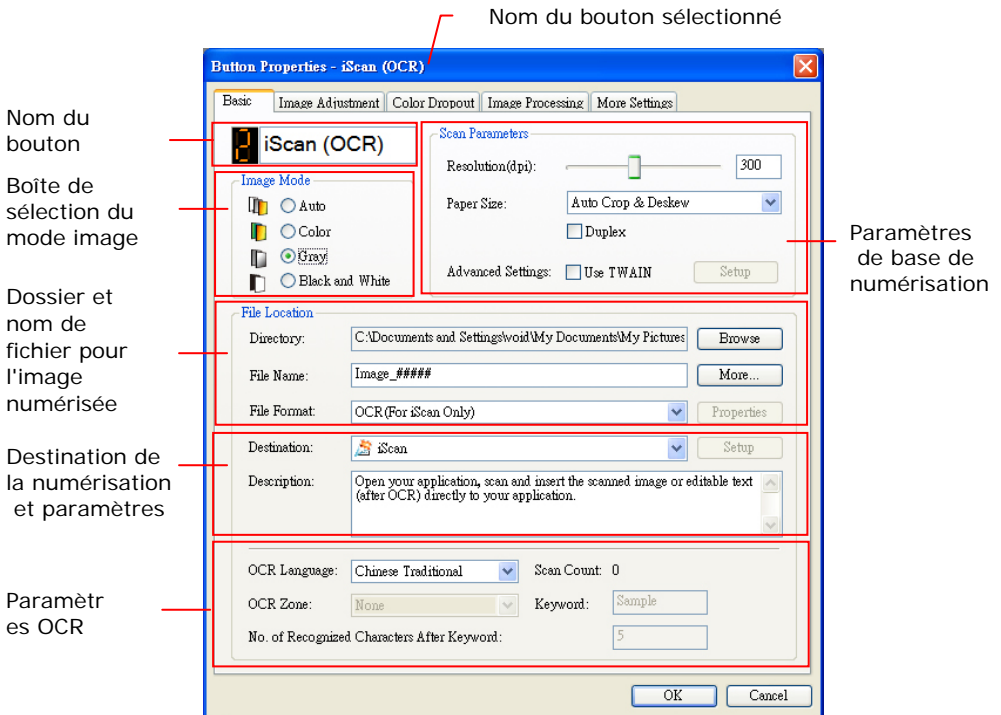 Nom du bouton sélectionné
Button Properties - iScan (OCR)
Basic
Image Adjustment
Color Dropout
Image Processing
More Settings
Nom du
bouton
2
iScan (OCR)
Boîte de
sélection du
mode image
Image Mode
Auto
Color
Gray
Black and White
Scan Parameters
Resolution(dpi):
300
Paper Size:
Auto Crop & Deskew
Duplex
Advanced Settings:
Use TWAIN
Setup
Paramètres
de base de
numérisation
Dossier et
nom de
fichier pour
l'image
numérisée
File Location
Directory:
C:\Documents and Settings\void\My Documents\My Pictures
Browse
File Name:
Image_#####
More...
File Format:
OCR(For iScan Only)
Properties
Destination de
la numérisation
et paramètres
Destination:
iScan
Setup
Description:
Open your application, scan and insert the scanned image or editable text
(after OCR) directly to your application.
Paramètr
es OCR
OCR Language:
Chinese Traditional
Scan Count: 0
OCR Zone:
None
Keyword:
Sample
No. of Recognized Characters After Keyword:
5
OK
Cancel